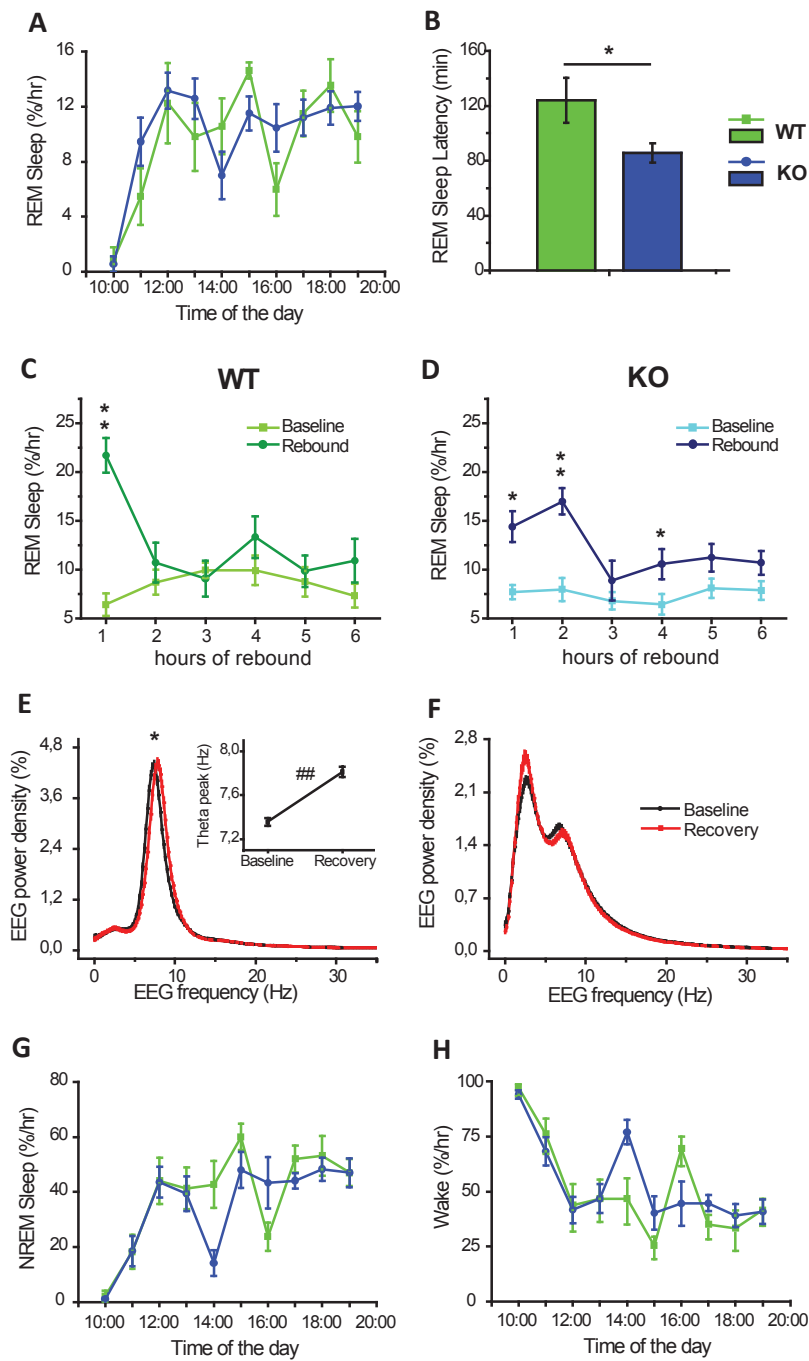 A
REM Sleep (%/hr)
16
12
8
4
0
10:00 12:00 14:00 16:00 18:00 20:00
Time of the day
B
REM Sleep Latency (min)
160
120
80
40
0
*
WT
KO
C
WT
REM Sleep (%/hr)
25
20
15
10
5
*
*
Baseline
Rebound
1 2 3 4 5 6
hours of rebound
D
KO
REM Sleep (%/hr)
25
20
15
10
5
*
*
*
*
Baseline
Rebound
1 2 3 4 5 6
hours of rebound
E
EEG power density (%)
4,8
3,6
2,4
1,2
0,0
*
Theta peak (Hz)
8,0
7,6
7,2
##
Baseline Recovery
0 10 20 30
EEG frequency (Hz)
F
EEG power density (%)
2,8
2,1
1,4
0,7
0,0
Baseline
Recovery
0 10 20 30
EEG frequency (Hz)
G
NREM Sleep (%/hr)
80
60
40
20
0
10:00 12:00 14:00 16:00 18:00 20:00
Time of the day
H
Wake (%/hr)
100
75
50
25
0
10:00 12:00 14:00 16:00 18:00 20:00
Time of the day